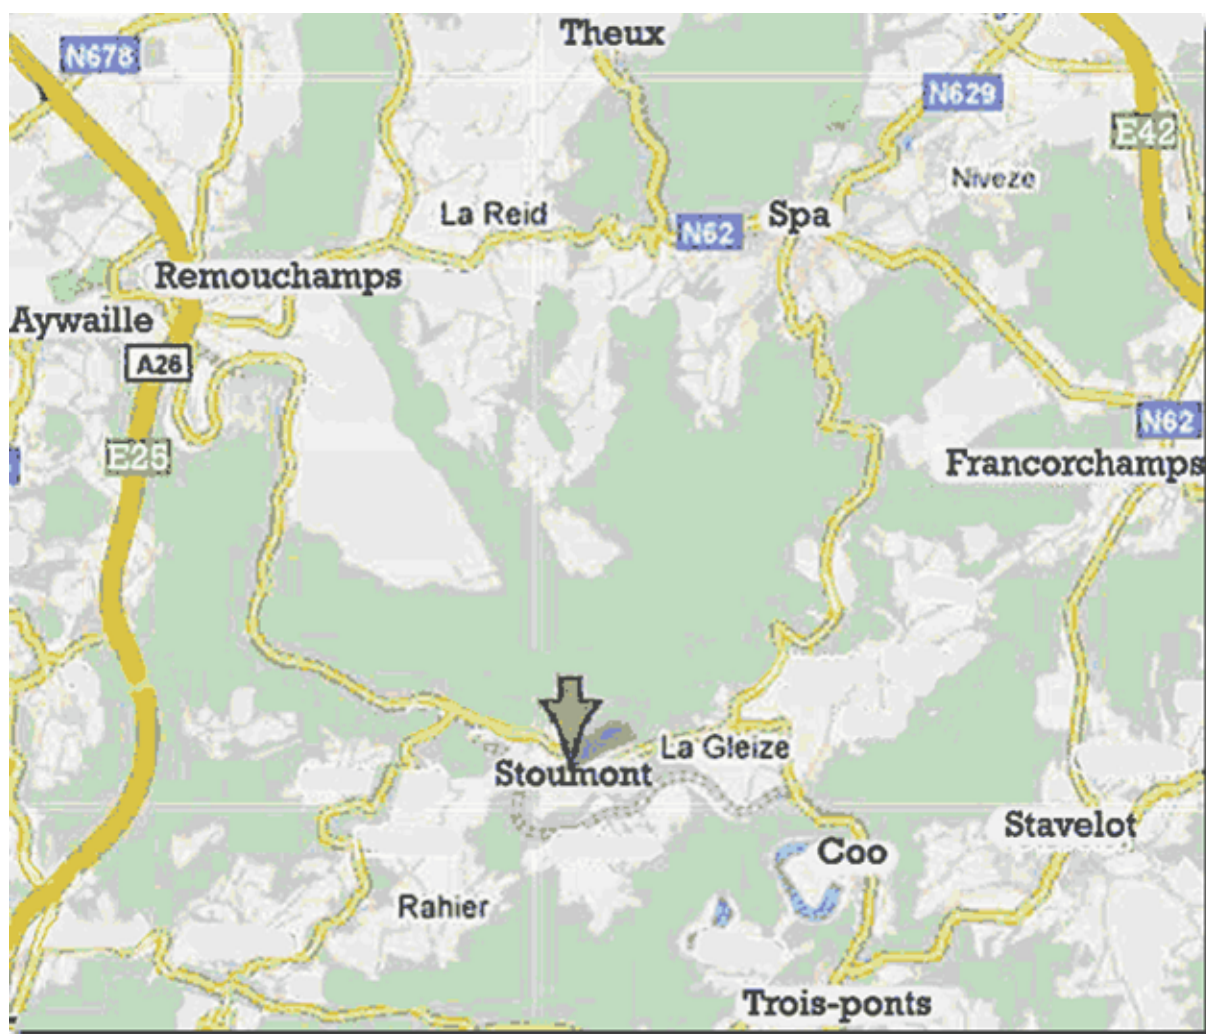 Theux
N678
N629
E42
Niveze
La Reid
Spa
N62
Remouchamps
Aywaille
A26
N62
E25
Francorchamps
La Gleize
Stoumont
Stavelot
Coo
Rahier
Trois-ponts